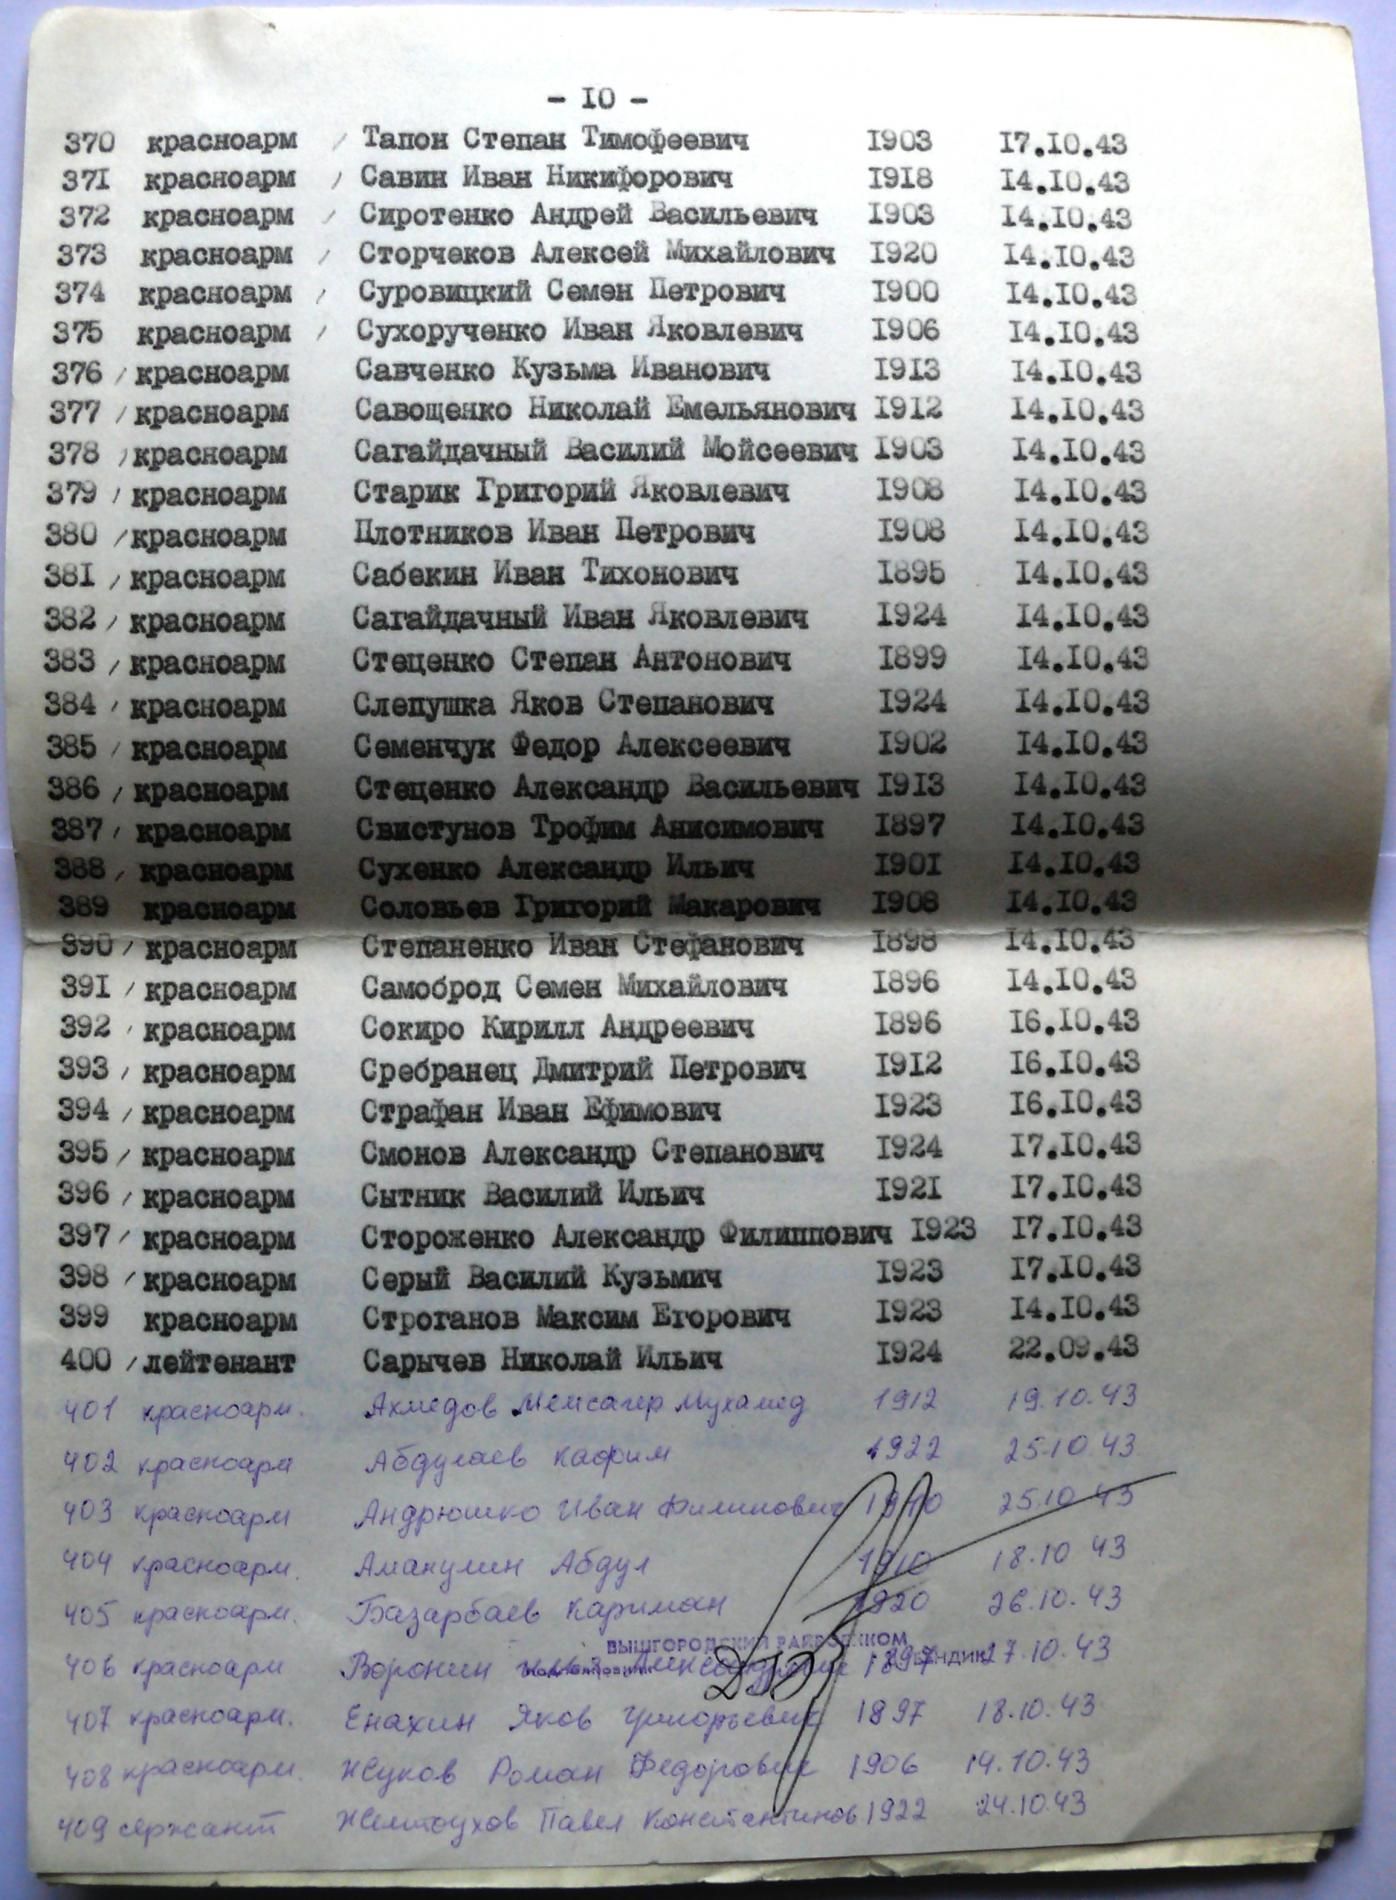 - 10 -
370 красноарм Тапон Степан Тимофеевич 1903 17.10.43
371 красноарм Савин Иван Никифорович 1918 14.10.43
372 красноарм Сиротенко Андрей Васильевич 1903 14.10.43
373 красноарм Сторчеков Алексей Михайлович 1920 14.10.43
374 красноарм Суровицкий Семен Петрович 1900 14.10.43
375 красноарм Сухорученко Иван Яковлевич 1906 14.10.43
376 красноарм Савченко Кузьма Иванович 1913 14.10.43
377 красноарм Савощенко Николай Емельянович 1912 14.10.43
378 красноарм Сагайдачный Василий Мойсеевич 1903 14.10.43
379 красноарм Старик Григорий Яковлевич 1908 14.10.43
380 красноарм Плотников Иван Петрович 1908 14.10.43
381 красноарм Сабекин Иван Тихонович 1895 14.10.43
382 красноарм Сагайдачный Иван Яковлевич 1924 14.10.43
383 красноарм Стеценко Степан Антонович 1899 14.10.43
384 красноарм Слепушка Яков Степанович 1924 14.10.43
385 красноарм Семенчук Федор Алексеевич 1902 14.10.43
386 красноарм Стеценко Александр Васильевич 1913 14.10.43
387 красноарм Свистунов Трофим Анисимович 1897 14.10.43
388 красноарм Сухенко Александр Ильич 1901 14.10.43
389 красноарм Соловьев Григорий Макарович 1908 14.10.43
390 красноарм Степаненко Иван Стефанович 1898 14.10.43
391 красноарм Самоброд Семен Михайлович 1896 14.10.43
392 красноарм Сокиро Кирилл Андреевич 1896 16.10.43
393 красноарм Сребранец Дмитрий Петрович 1912 16.10.43
394 красноарм Страфан Иван Ефимович 1923 16.10.43
395 красноарм Смонов Александр Степанович 1924 17.10.43
396 красноарм Сытник Василий Ильич 1921 17.10.43
397 красноарм Стороженко Александр Филиппович 1923 17.10.43
398 красноарм Серый Василий Кузьмич 1923 17.10.43
399 красноарм Строганов Максим Егорович 1923 14.10.43
400 лейтенант Сарычев Николай Ильич 1924 22.09.43
401 красноарм. Ахмедов Мемсагер Мухамед 1912 19.10.43
402 красноарм Абдулаев Кафрим 1922 25.10.43
403 красноарм Андрюшко Иван Филипович 25.10.43
404 красноарм. Аманулин Абдул 1910 18.10 43
405 красноарм. Базарбаев Кариман 1920 26.10.43
ВЫШГОРОДСКИЙ РАЙВОЕНКОМ
406 красноарм Воронин Александрович 1897 27.10.43
407 красноарм. Енахин Яков Григорьевич 1897 18.10.43
408 красноарм. Жуков Роман Федорович 1906 14.10.43
409 сержант Желтоухов Павел Константинов 1922 24.10.43